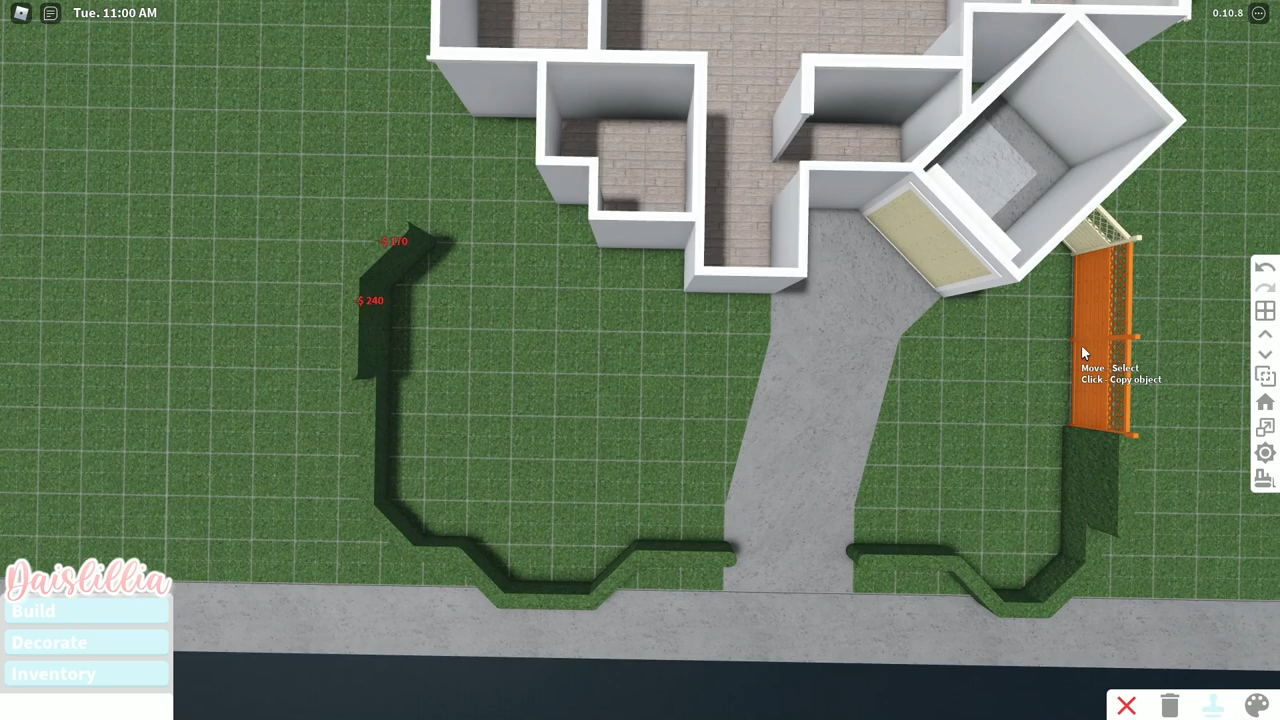 Tue. 11:00 AM
0.10.8
-$ 170
-$ 240
Move - Select
Click - Copy object
Daislillia
Build
Decorate
Inventory